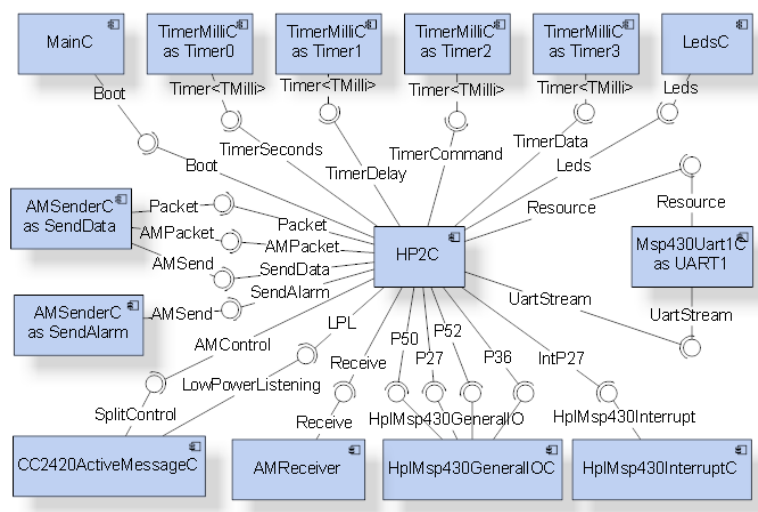 MainC
TimerMilliC
as Timer0
TimerMilliC
as Timer1
TimerMilliC
as Timer2
TimerMilliC
as Timer3
LedsC
Boot
Timer<TMilli>
Timer<TMilli>
Timer<TMilli>
Timer<TMilli>
Leds
Boot
TimerSeconds
TimerDelay
TimerCommand
TimerData
Leds
Resource
Resource
AMSenderC
as SendData
Packet
AMPacket
AMSend
Packet
AMPacket
SendData
SendAlarm
HP2C
Msp430Uart1C
as UART1
UartStream
UartStream
AMSenderC
as SendAlarm
AMSend
AMControl
LPL
Receive
P50
P27
P52
P36
IntP27
SplitControl
LowPowerListening
Receive
HplMsp430GeneralIO
HplMsp430Interrupt
CC2420ActiveMessageC
AMReceiver
HplMsp430GeneralIOC
HplMsp430InterruptC